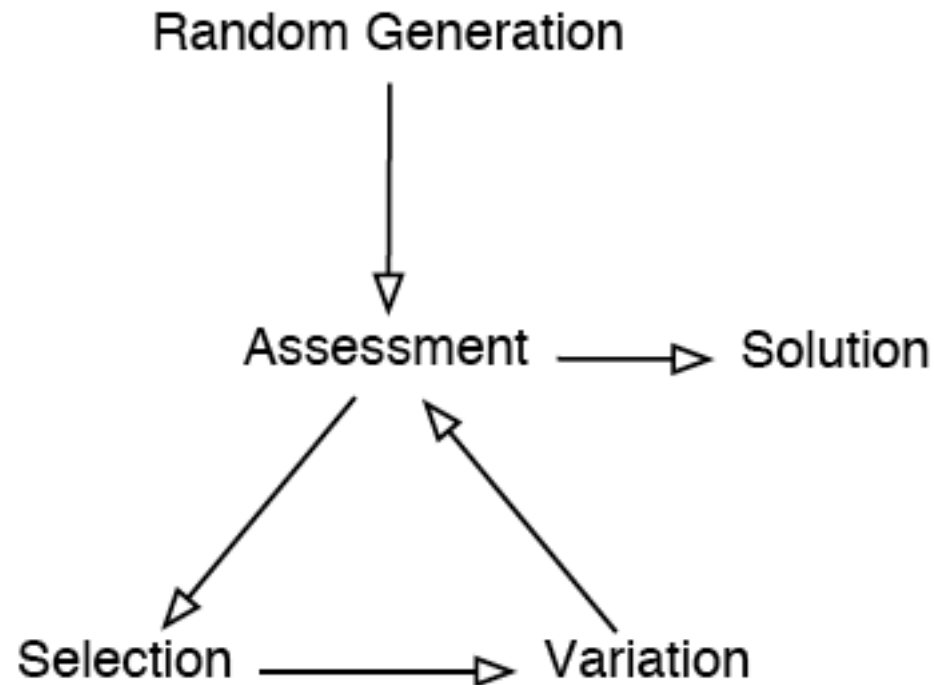 Random Generation
Assessment
Solution
Selection
Variation